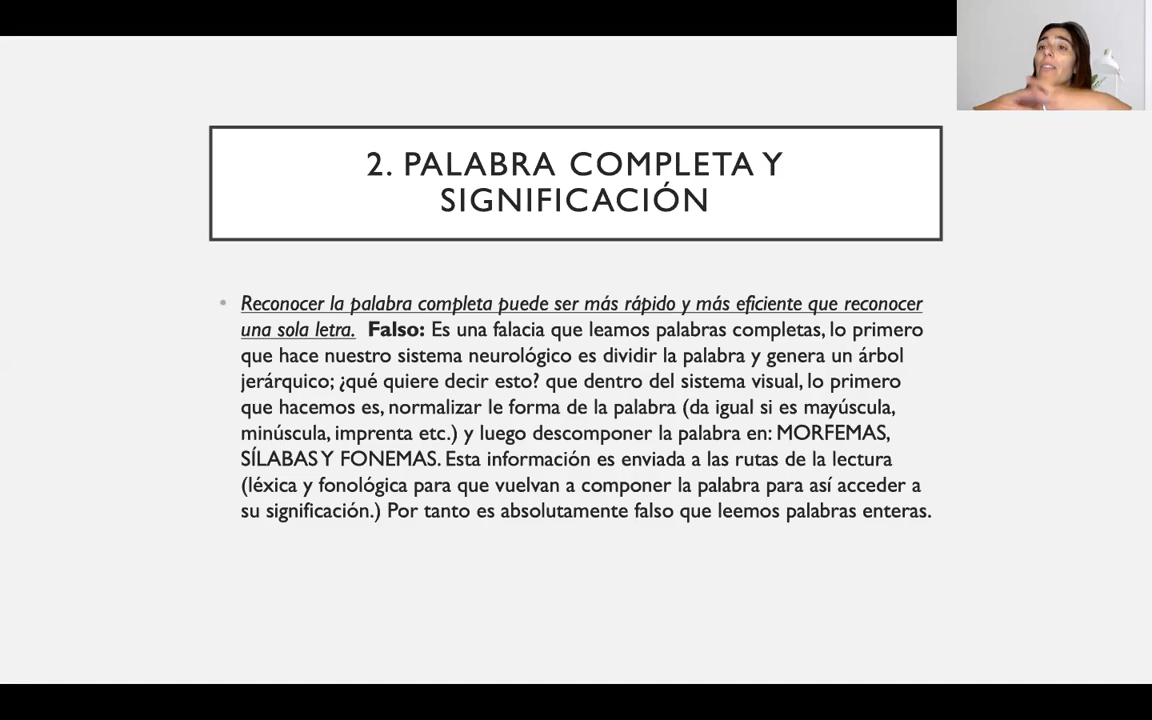 2. PALABRA COMPLETA Y
SIGNIFICACIÓN
• Reconocer la palabra completa puede ser más rápido y más eficiente que reconocer
una sola letra. Falso: Es una falacia que leamos palabras completas, lo primero
que hace nuestro sistema neurológico es dividir la palabra y genera un árbol
jerárquico; ¿qué quiere decir esto? que dentro del sistema visual, lo primero
que hacemos es, normalizar le forma de la palabra (da igual si es mayúscula,
minúscula, imprenta etc.) y luego descomponer la palabra en: MORFEMAS,
SÍLABAS Y FONEMAS. Esta información es enviada a las rutas de la lectura
(léxica y fonológica para que vuelvan a componer la palabra para así acceder a
su significación.) Por tanto es absolutamente falso que leemos palabras enteras.